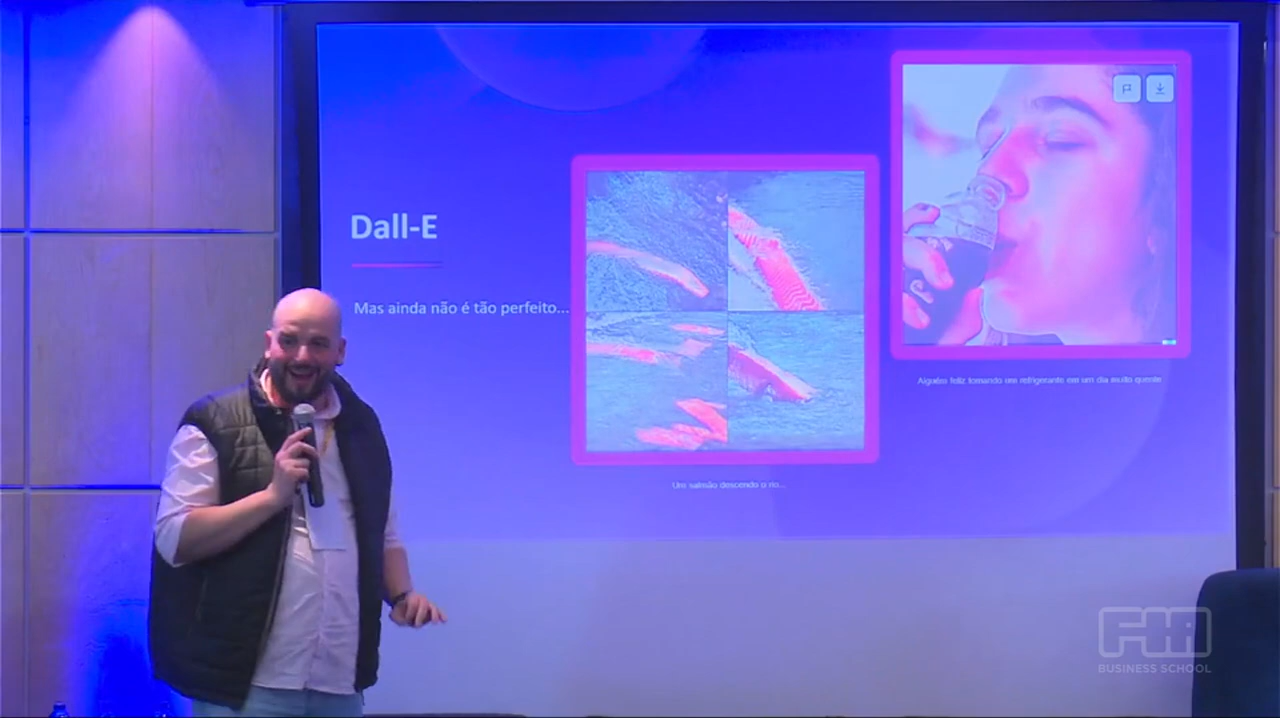 Dall-E
Mas ainda não é tão perfeito...
Um salmão descendo o rio...
Alguém feliz tomando um refrigerante em um dia muito quente
FIA
BUSINESS SCHOOL